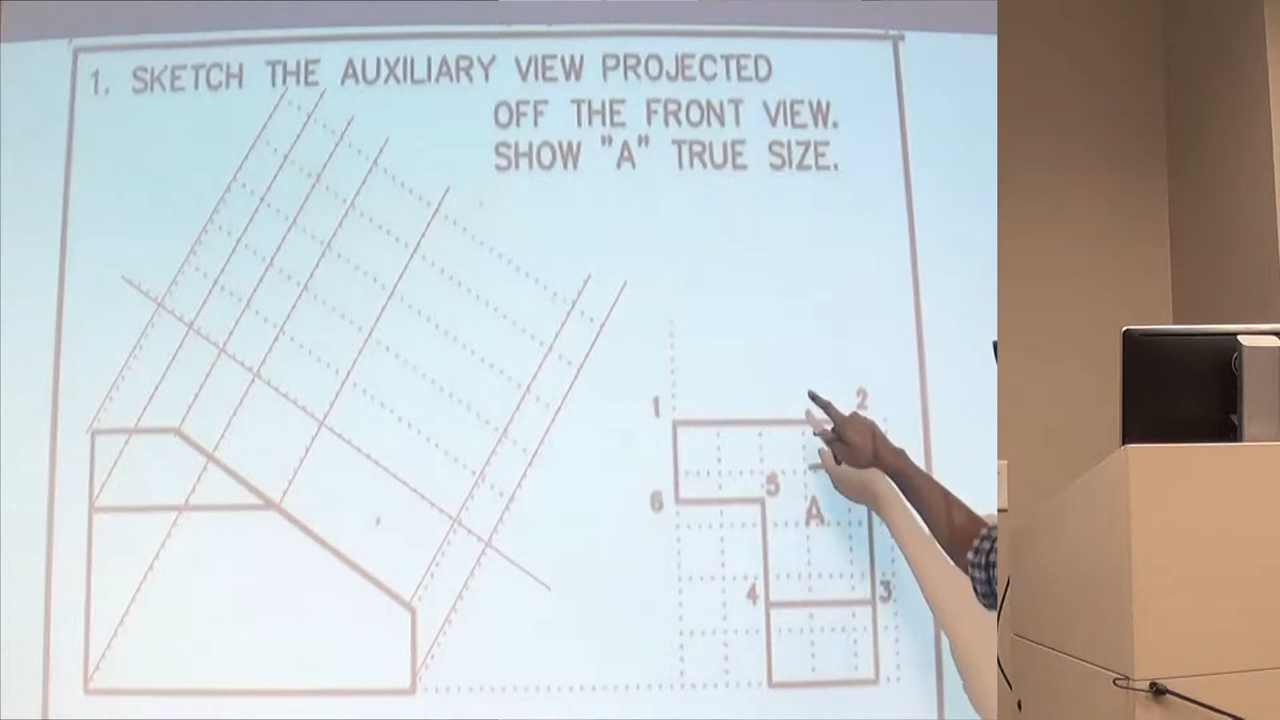 1. SKETCH THE AUXILIARY VIEW PROJECTED
OFF THE FRONT VIEW.
SHOW "A" TRUE SIZE.
1
2
6
5
A
4
3